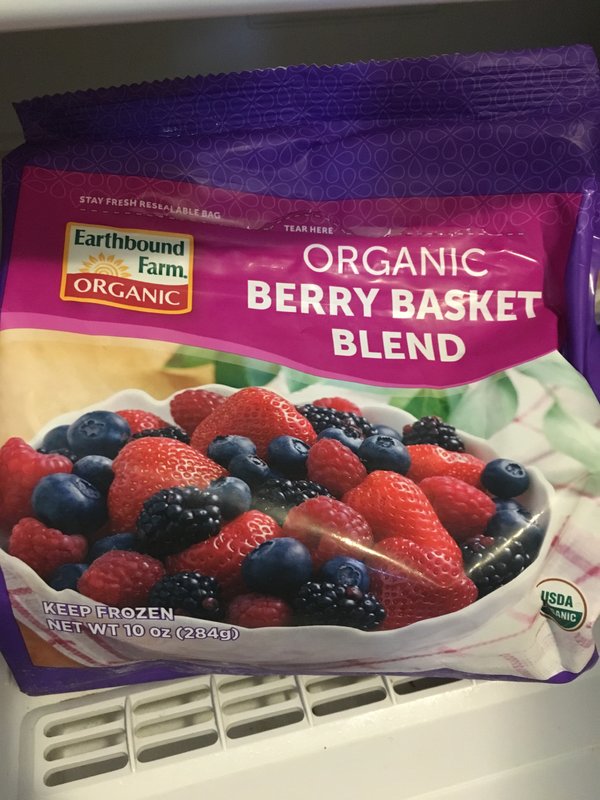 STAY FRESH RESEALABLE BAG
TEAR HERE
Earthbound
Farm.
ORGANIC
ORGANIC
BERRY BASKET
BLEND
KEEP FROZEN
NET WT 10 oz (284g)
USDA
ANIC